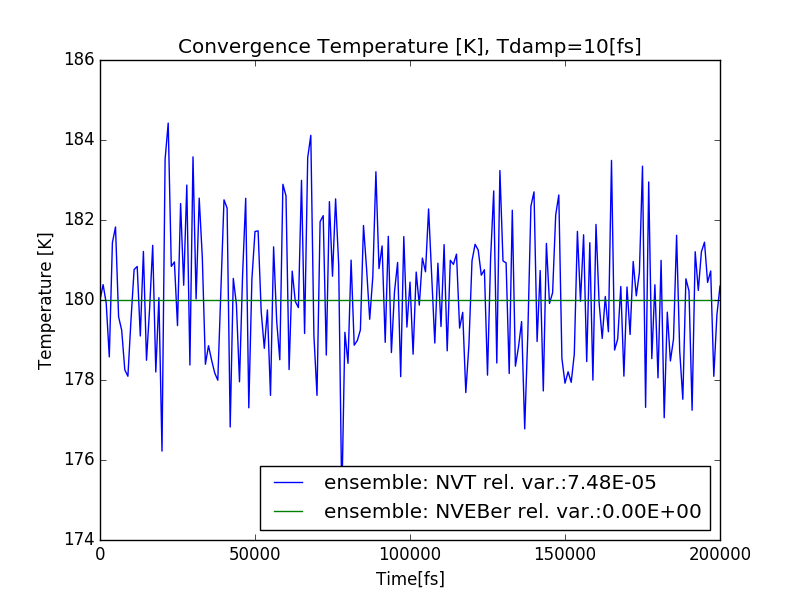 Convergence Temperature [K], Tdamp=10[fs]
186
184
182
180
178
176
174
Temperature [K]
ensemble: NVT rel. var.:7.48E-05
ensemble: NVEBer rel. var.:0.00E+00
0
50000
100000
150000
200000
Time[fs]